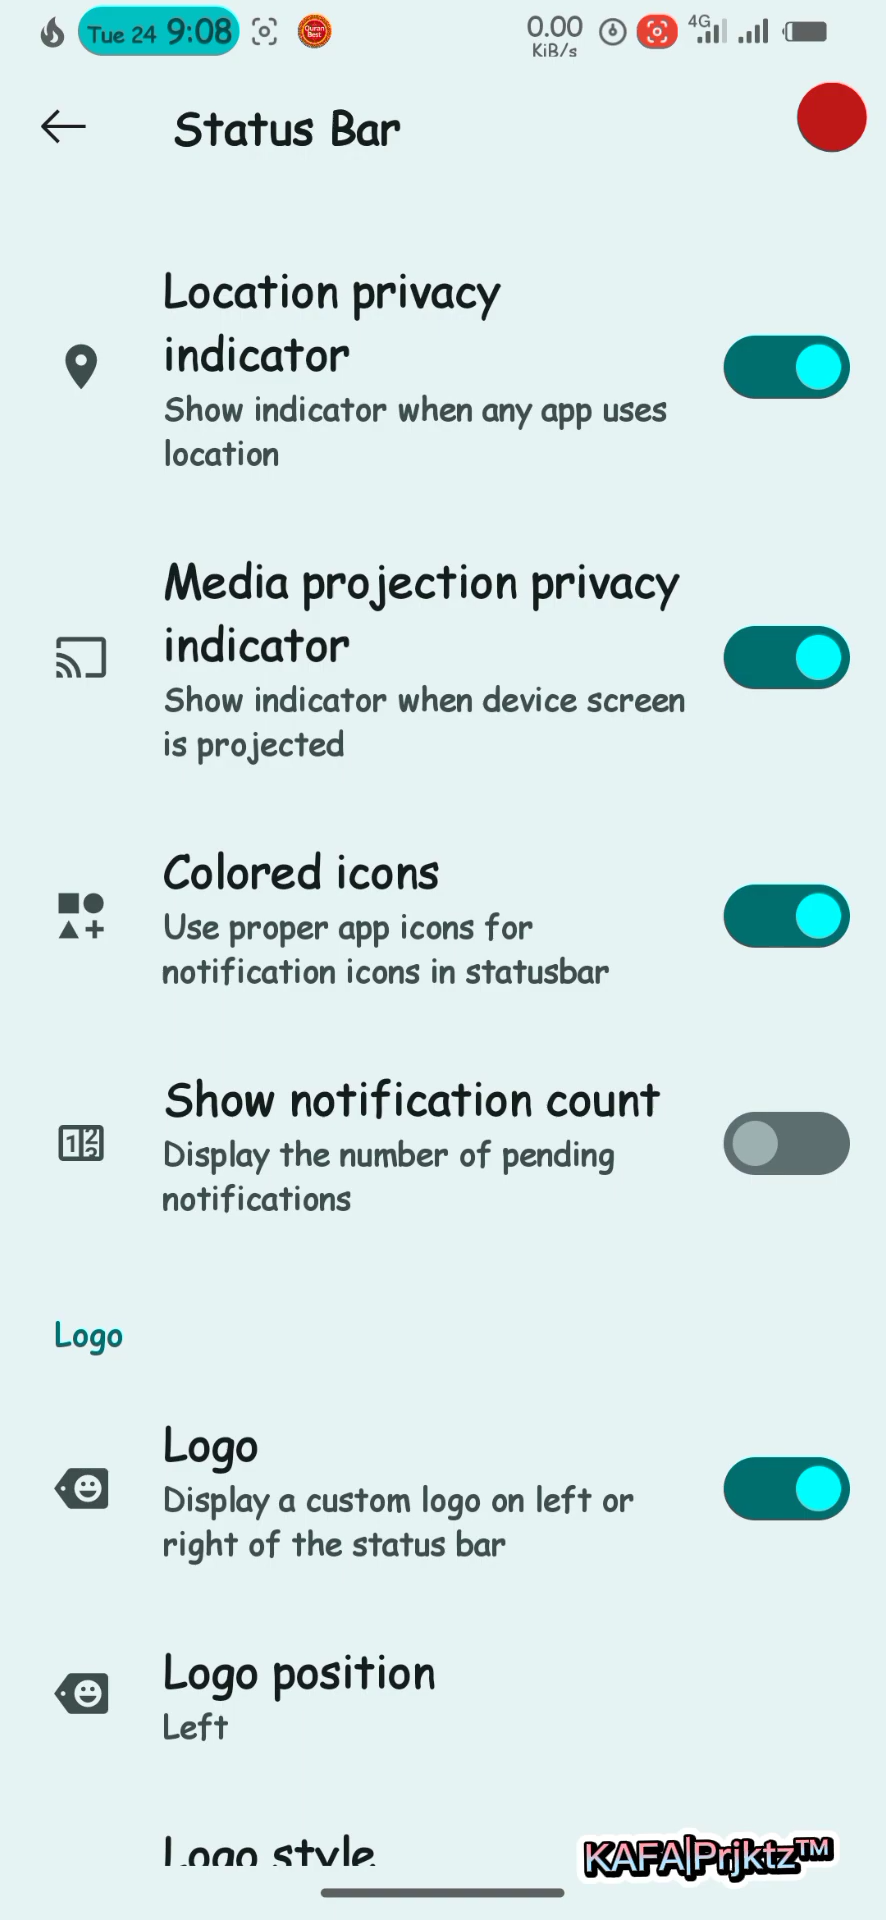 Tue 24 9:08
Quran Best
0.00
KiB/s
4G
Status Bar
Location privacy
indicator
Show indicator when any app uses
location
Media projection privacy
indicator
Show indicator when device screen
is projected
Colored icons
Use proper app icons for
notification icons in statusbar
Show notification count
Display the number of pending
notifications
Logo
Logo
Display a custom logo on left or
right of the status bar
Logo position
Left
Logo style
KAFA|Prjktz™